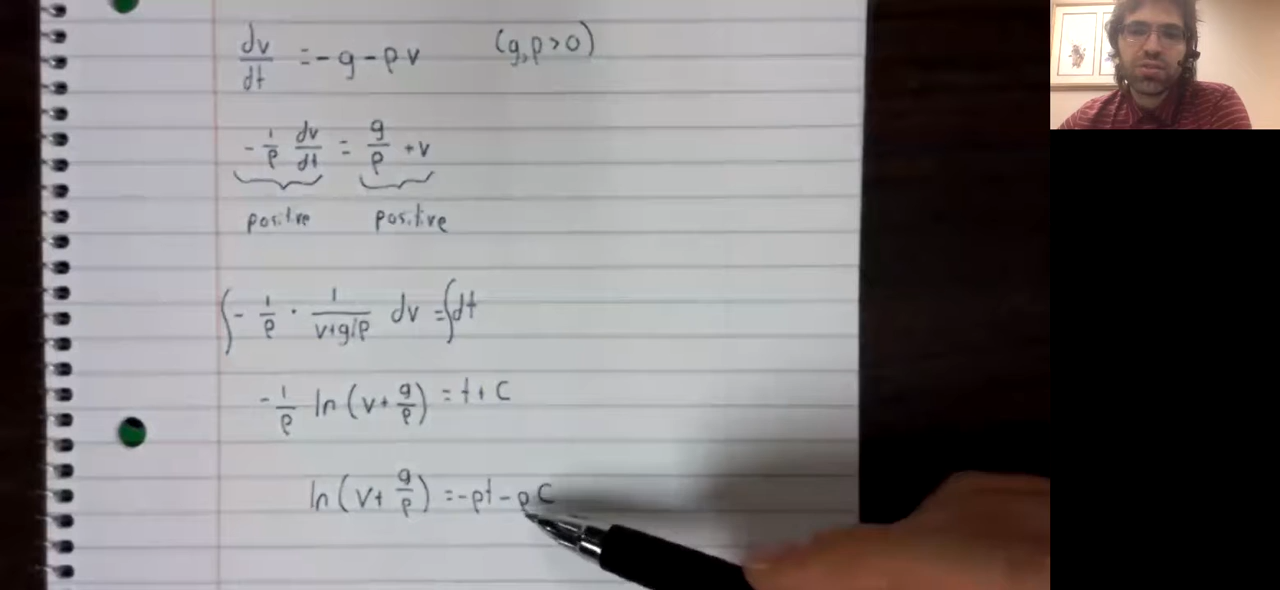 dv/dt = -g - ρv (g, ρ > 0)
-1/ρ dv/dt = g/ρ + v
positive positive
∫ -1/ρ · 1/(v+g/ρ) dv = ∫dt
-1/ρ ln(v + g/ρ) = t + C
ln(v + g/ρ) = -ρt - ρC